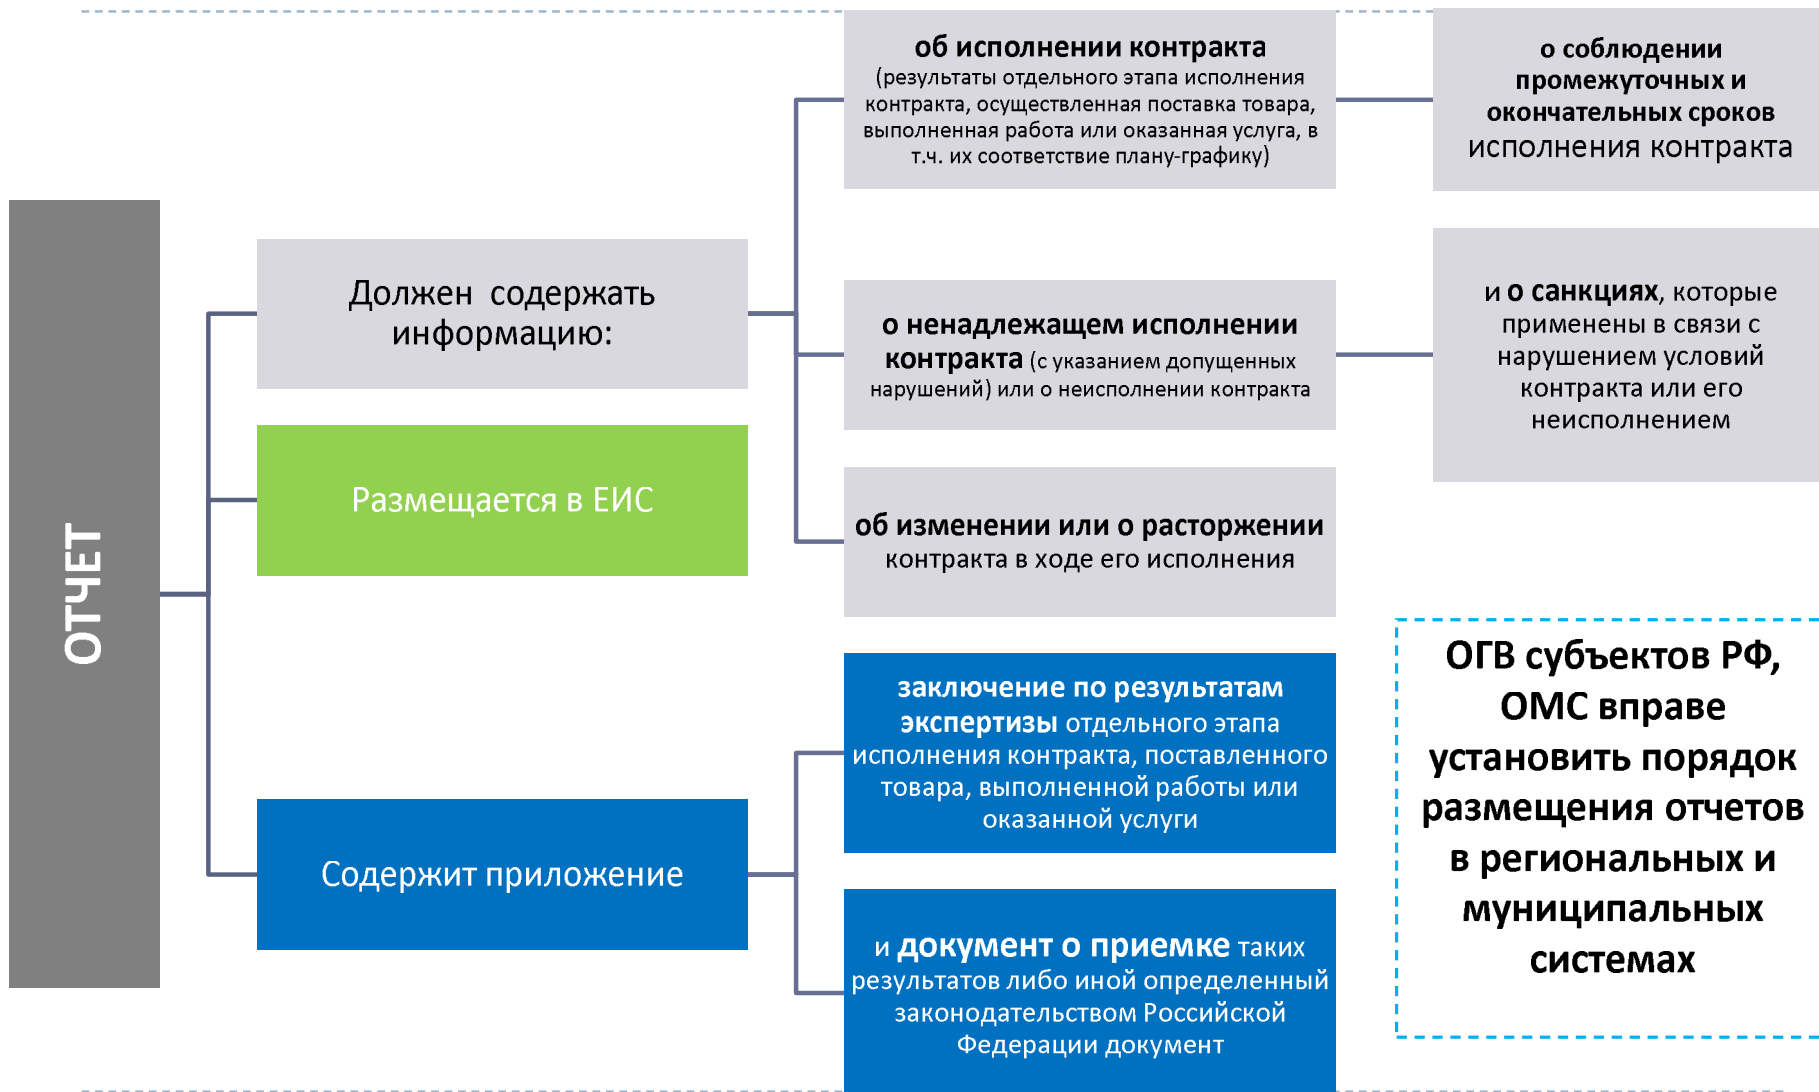 ОТЧЕТ
Должен содержать
информацию:
об исполнении контракта
(результаты отдельного этапа исполнения
контракта, осуществленная поставка товара,
выполненная работа или оказанная услуга, в
т.ч. их соответствие плану-графику)
о соблюдении
промежуточных и
окончательных сроков
исполнения контракта
о ненадлежащем исполнении
контракта (с указанием допущенных
нарушений) или о неисполнении контракта
и о санкциях, которые
применены в связи с
нарушением условий
контракта или его
неисполнением
об изменении или о расторжении
контракта в ходе его исполнения
Размещается в ЕИС
Содержит приложение
заключение по результатам
экспертизы отдельного этапа
исполнения контракта, поставленного
товара, выполненной работы или
оказанной услуги
и документ о приемке таких
результатов либо иной определенный
законодательством Российской
Федерации документ
ОГВ субъектов РФ,
ОМС вправе
установить порядок
размещения отчетов
в региональных и
муниципальных
системах